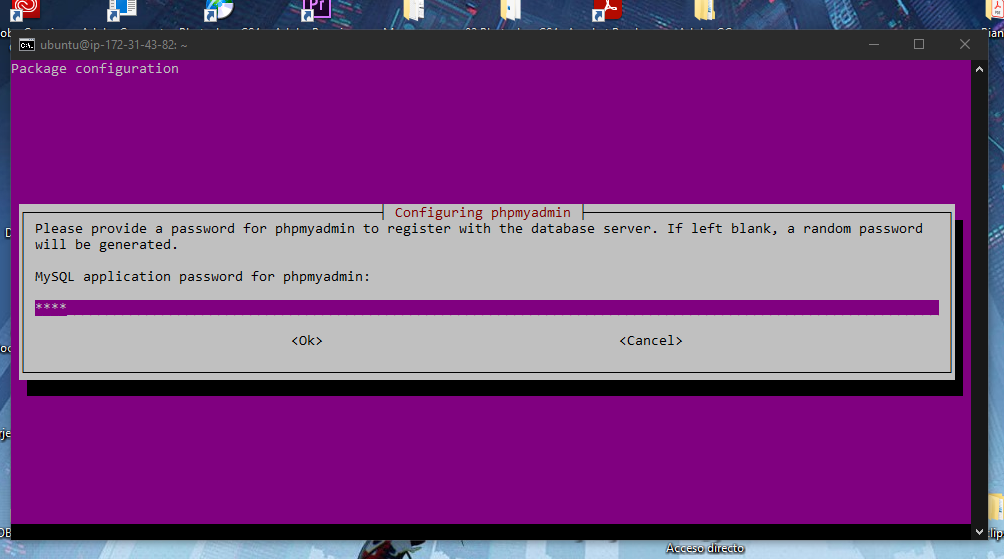 ubuntu@ip-172-31-43-82: ~
Package configuration
Configuring phpmyadmin
Please provide a password for phpmyadmin to register with the database server. If left blank, a random password
will be generated.
MySQL application password for phpmyadmin:
****
<Ok> <Cancel>
Acceso directo